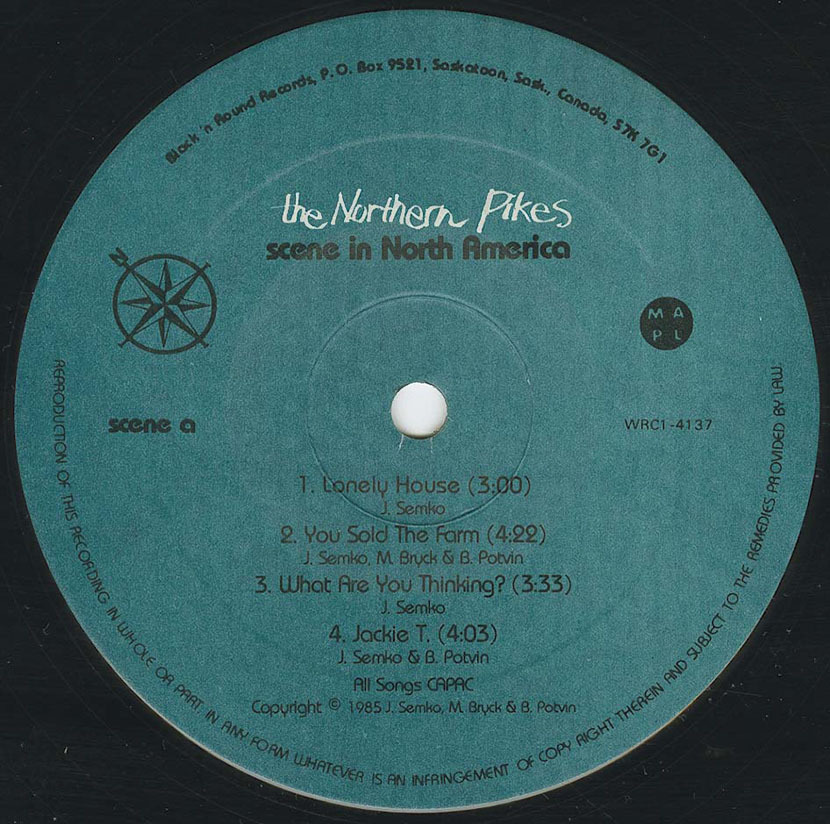 Black 'n Round Records, P.O. Box 9521, Saskatoon, Sask., Canada, S7K 7G1
the Northern Pikes
scene in North America
N
M A
P L
scene a
WRC1-4137
1. Lonely House (3:00)
J. Semko
2. You Sold The Farm (4:22)
J. Semko, M. Bryck & B. Potvin
3. What Are You Thinking? (3:33)
J. Semko
4. Jackie T. (4:03)
J. Semko & B. Potvin
All Songs CAPAC
Copyright © 1985 J. Semko, M. Bryck & B. Potvin
REPRODUCTION OF THIS RECORDING IN WHOLE OR PART IN ANY FORM WHATEVER IS AN INFRINGEMENT OF COPY RIGHT THEREIN AND SUBJECT TO THE REMEDIES PROVIDED BY LAW.